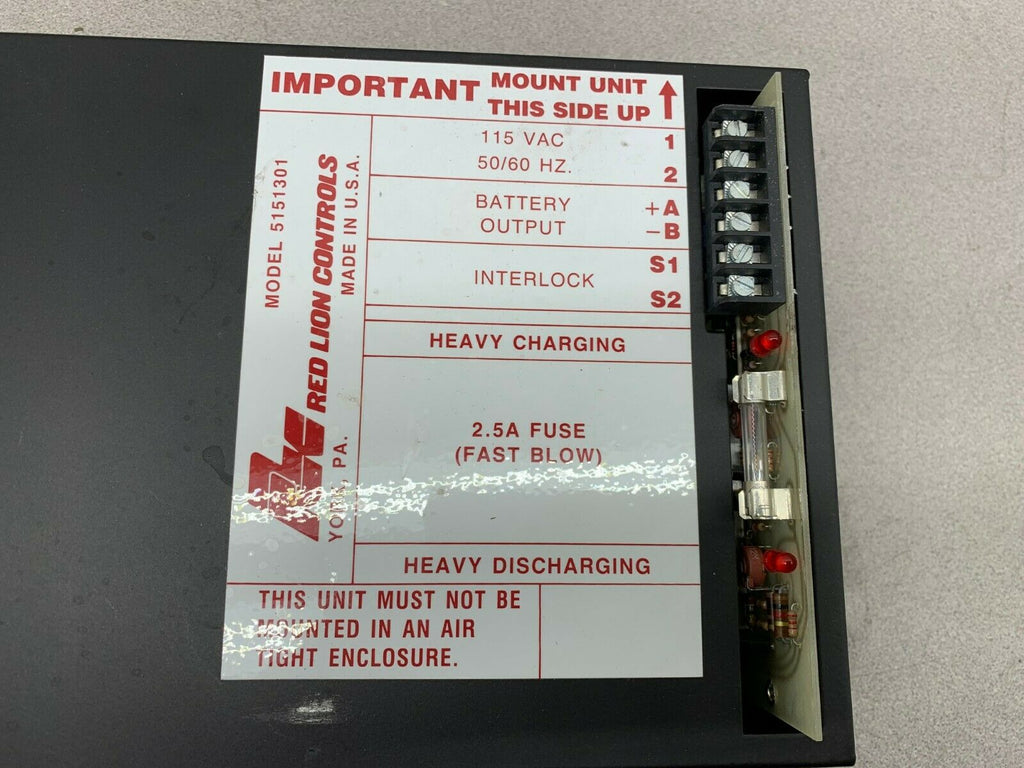 IMPORTANT MOUNT UNIT
THIS SIDE UP
115 VAC 1
50/60 HZ. 2
BATTERY +A
OUTPUT -B
INTERLOCK S1
S2
HEAVY CHARGING
2.5A FUSE
(FAST BLOW)
HEAVY DISCHARGING
MODEL 5151301
RED LION CONTROLS
MADE IN U.S.A.
YORK, PA.
THIS UNIT MUST NOT BE
MOUNTED IN AN AIR
TIGHT ENCLOSURE.